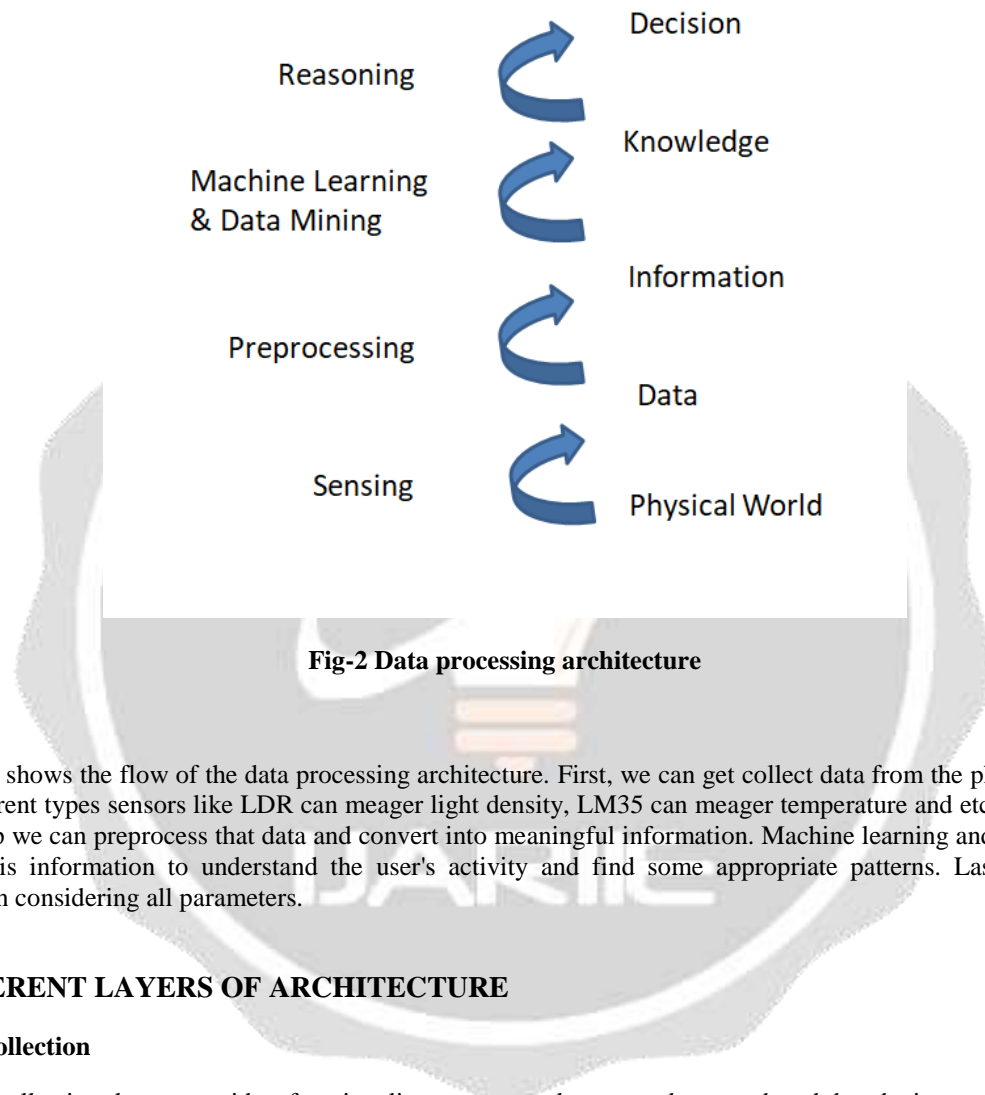 Decision
Reasoning
Knowledge
Machine Learning
& Data Mining
Information
Preprocessing
Data
Sensing
Physical World
Fig-2 Data processing architecture
shows the flow of the data processing architecture. First, we can get collect data from the
rent types sensors like LDR can meager light density, LM35 can meager temperature and etc
we can preprocess that data and convert into meaningful information. Machine learning and
is information to understand the user's activity and find some appropriate patterns. Las
considering all parameters.
ERENT LAYERS OF ARCHITECTURE
ollection
IJARIIE